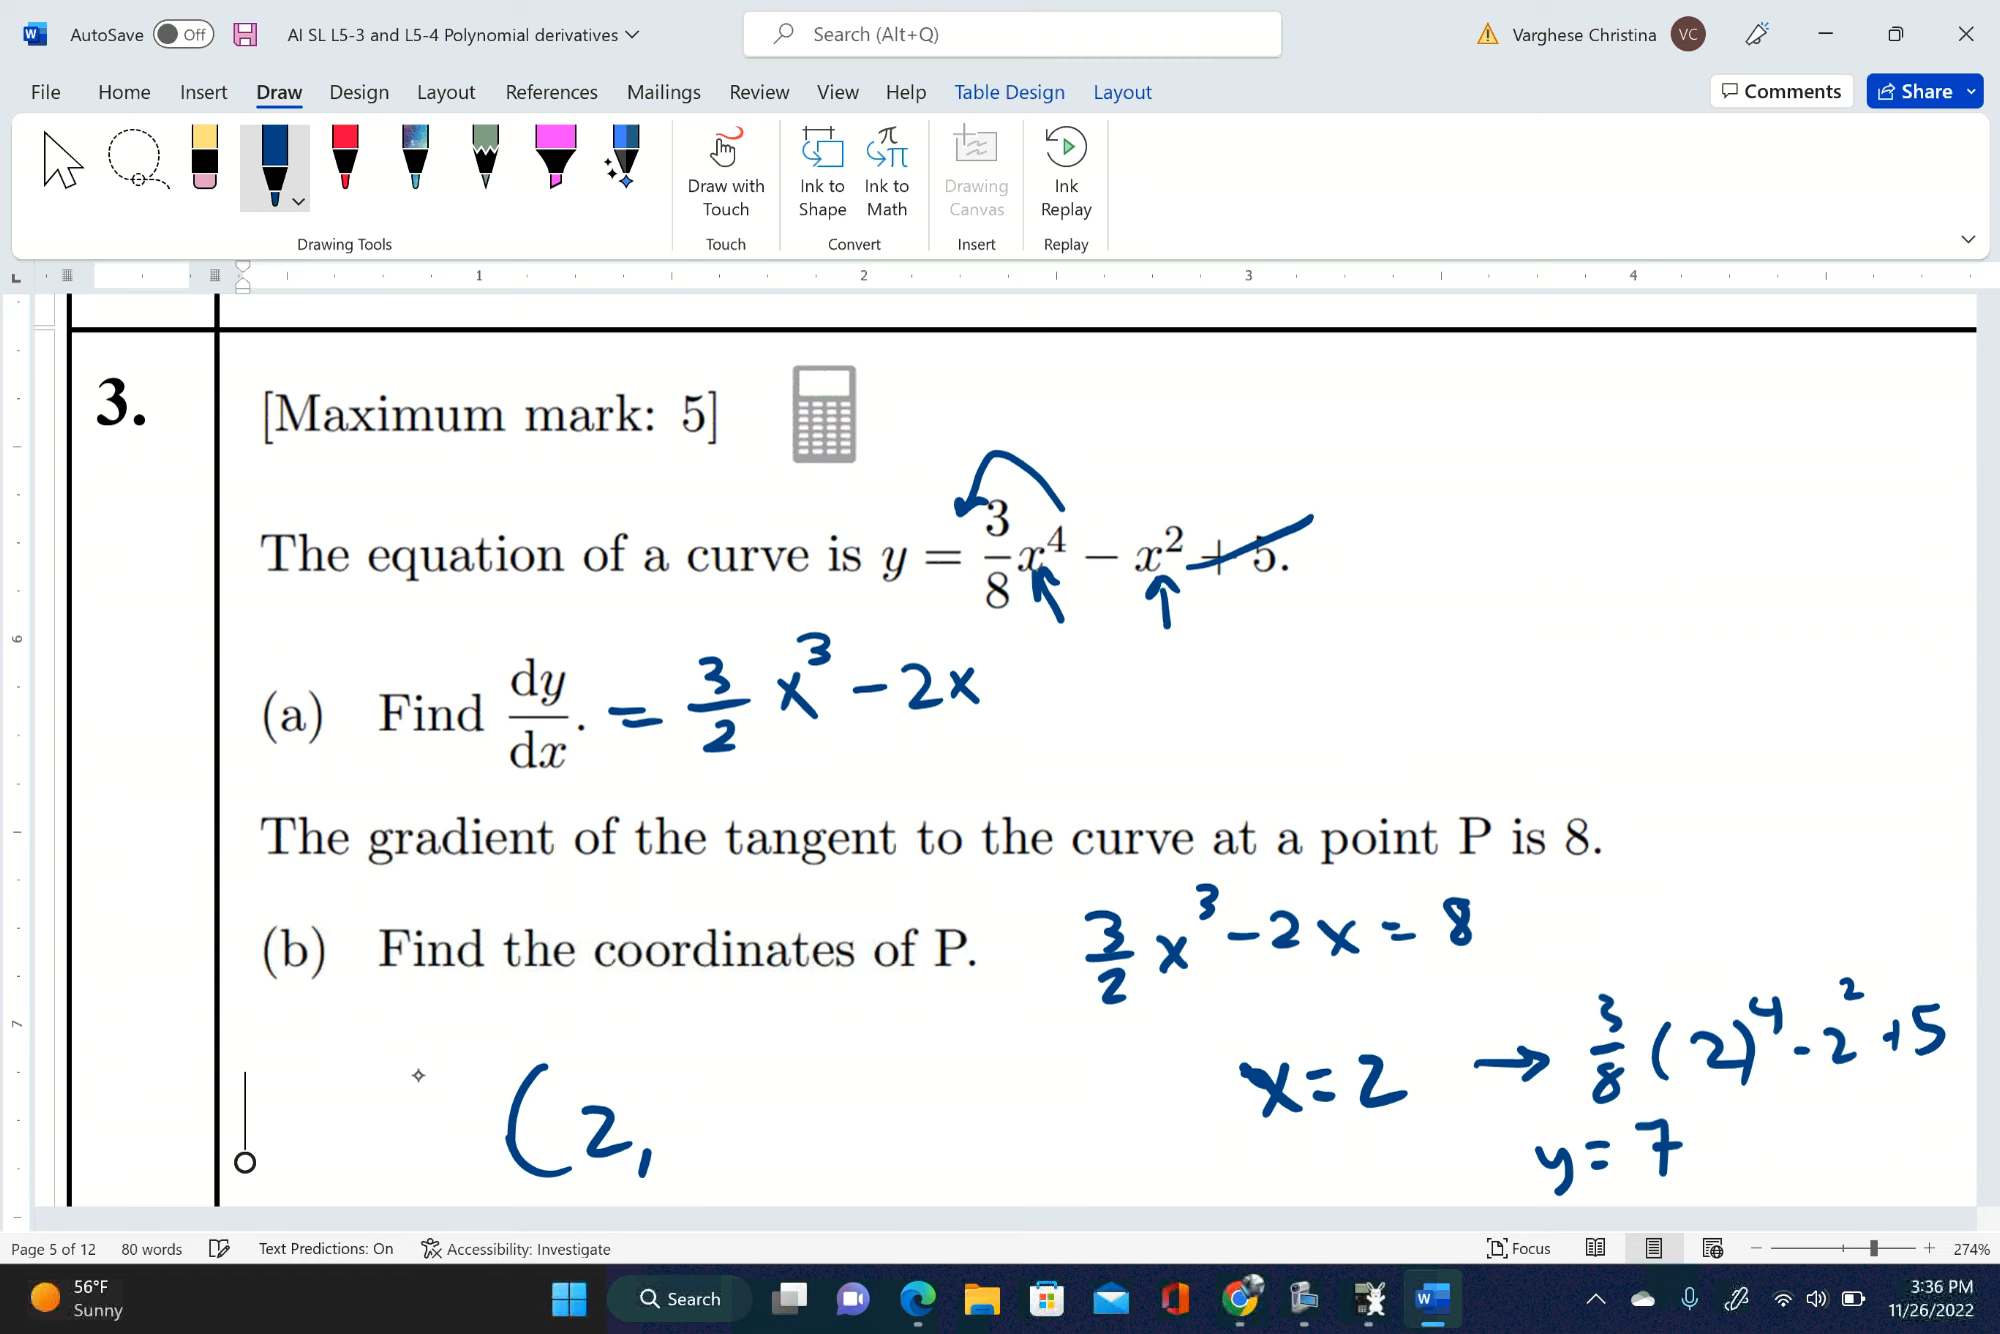 AutoSave Off AI SL L5-3 and L5-4 Polynomial derivatives Search (Alt+Q) Varghese Christina VC
File Home Insert Draw Design Layout References Mailings Review View Help Table Design Layout Comments Share
Draw with Touch Ink to Shape Ink to Math Drawing Canvas Ink Replay
Drawing Tools Touch Convert Insert Replay
1 2 3 4
3. [Maximum mark: 5]
The equation of a curve is y = 3/8 x^4 − x^2 + 5.
6
(a) Find dy/dx. = 3/2 x^3 − 2x
The gradient of the tangent to the curve at a point P is 8.
(b) Find the coordinates of P. 3/2 x^3 − 2x = 8
7
x = 2 → 3/8 (2)^4 - 2^2 + 5
(2, y = 7
Page 5 of 12 80 words Text Predictions: On Accessibility: Investigate Focus 274%
56°F Sunny Search 3:36 PM 11/26/2022